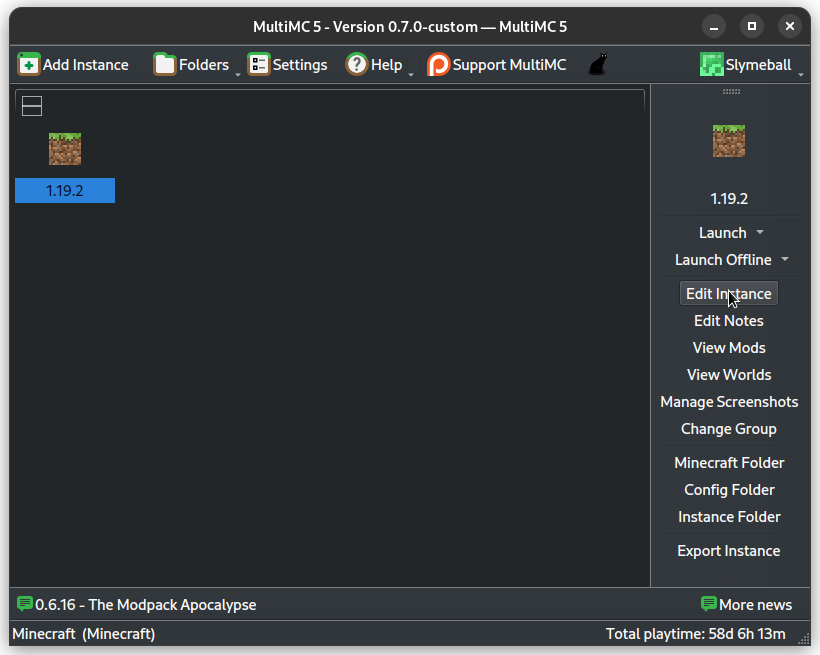 MultiMC 5 - Version 0.7.0-custom — MultiMC 5
Add Instance Folders Settings Help Support MultiMC Slymeball
1.19.2
1.19.2
Launch
Launch Offline
Edit Instance
Edit Notes
View Mods
View Worlds
Manage Screenshots
Change Group
Minecraft Folder
Config Folder
Instance Folder
Export Instance
0.6.16 - The Modpack Apocalypse More news
Minecraft (Minecraft) Total playtime: 58d 6h 13m